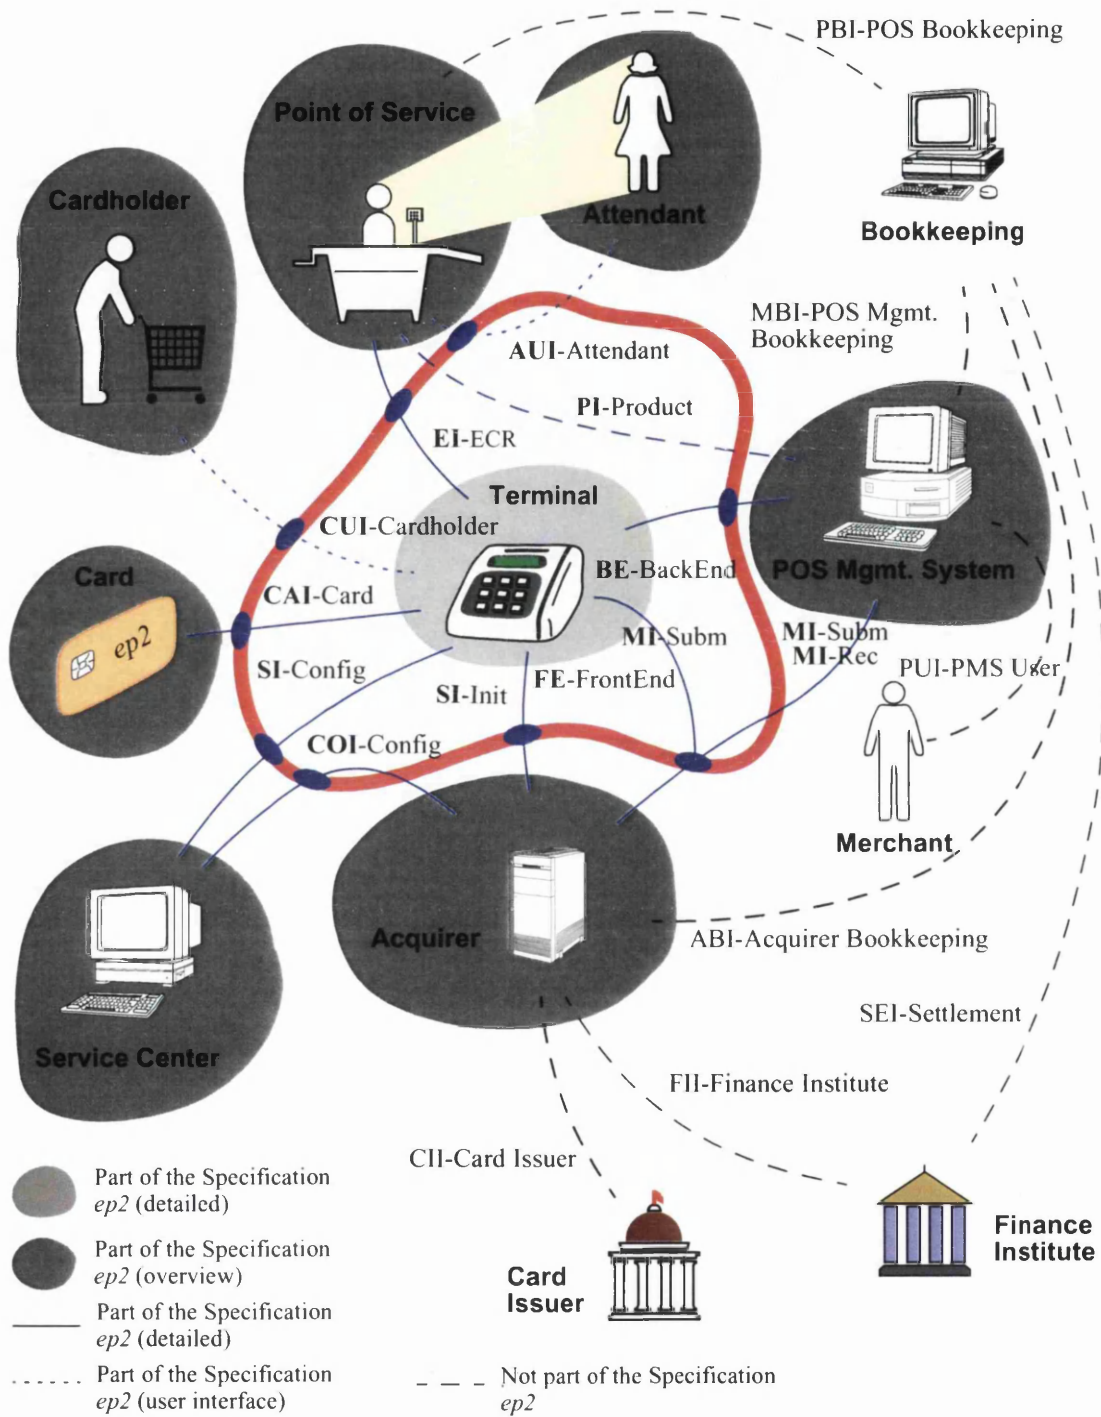 PBI-POS Bookkeeping
Point of Service
Cardholder
Attendant
Bookkeeping
MBI-POS Mgmt.
Bookkeeping
AUI-Attendant
PI-Product
EI-ECR
Terminal
CUI-Cardholder
BE-BackEnd
POS Mgmt. System
Card
ep2
CAI-Card
MI-Subm
MI-Subm
MI-Rec
SI-Config
SI-Init
FE-FrontEnd
PUI-PMS User
COI-Config
Merchant
Acquirer
ABI-Acquirer Bookkeeping
SEI-Settlement
Service Center
FII-Finance Institute
CII-Card Issuer
Part of the Specification
ep2 (detailed)
Part of the Specification
ep2 (overview)
Part of the Specification
ep2 (detailed)
Part of the Specification
ep2 (user interface)
Card
Issuer
Finance
Institute
Not part of the Specification
ep2